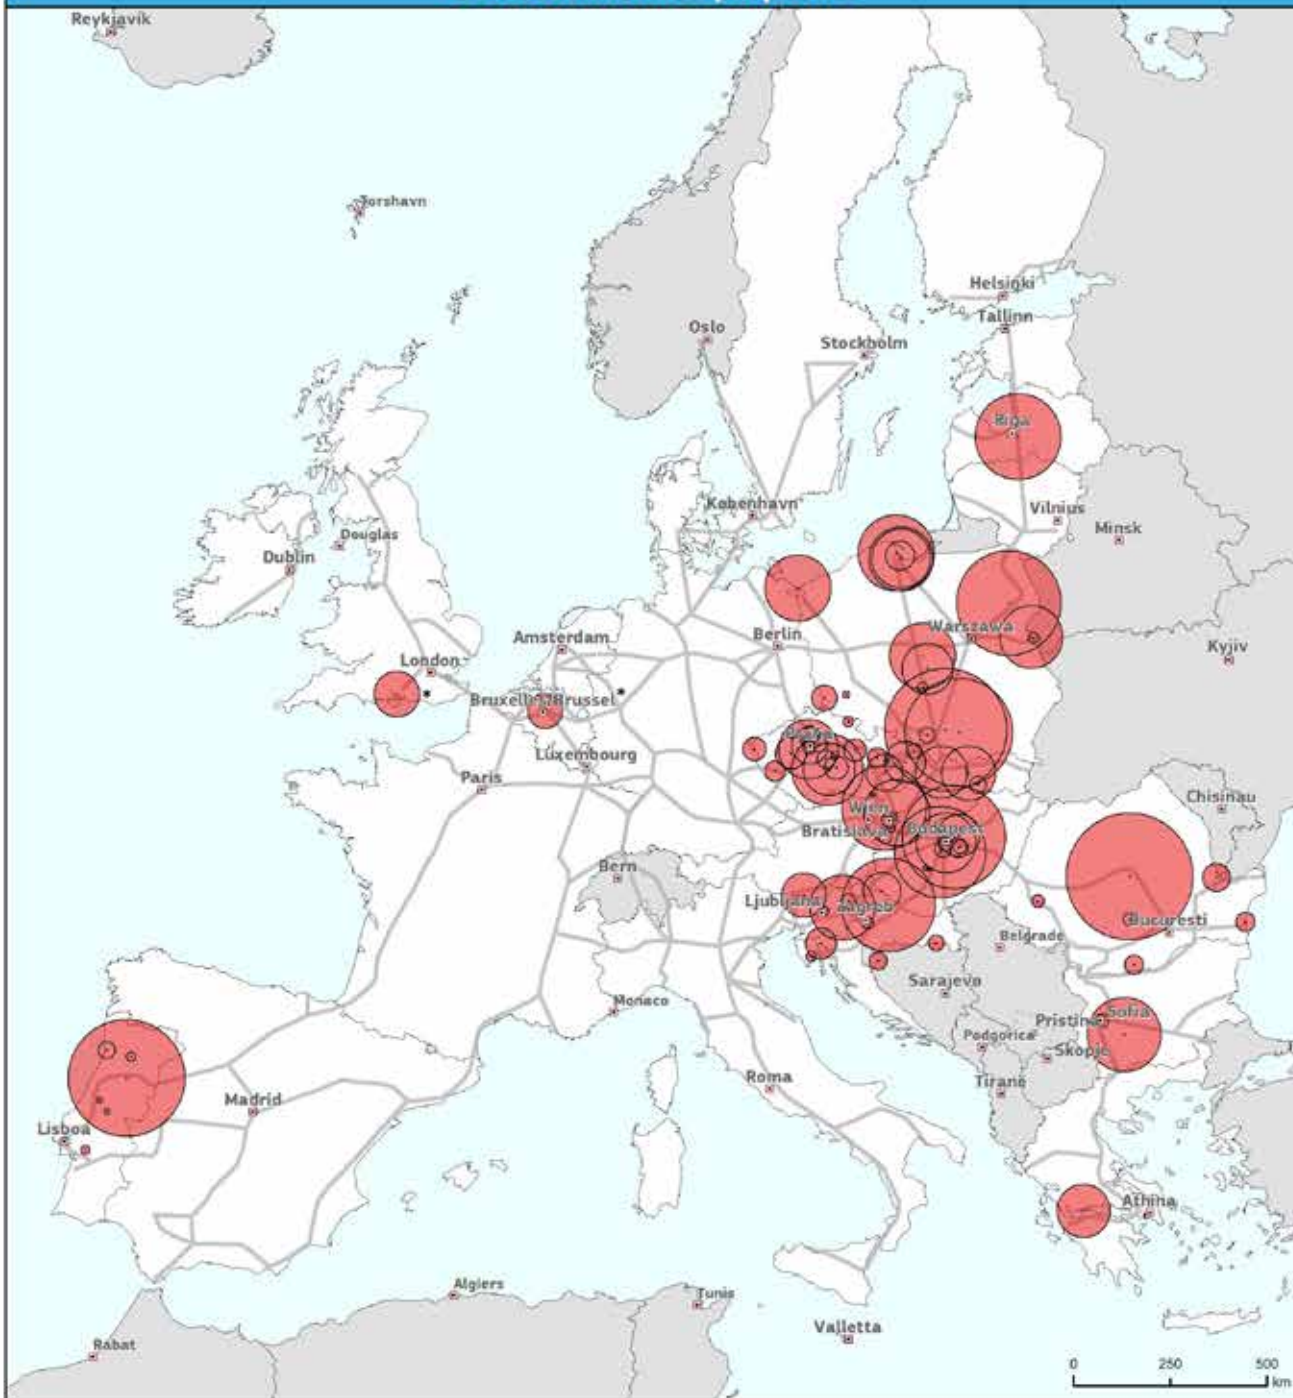 Reykjavík
Torshavn
Helsinki
Tallinn
Oslo
Stockholm
Riga
København
Vilnius
Minsk
Douglas
Dublin
Warszawa
Berlin
Amsterdam
Kyjiv
London
Brussel
Praha
Luxembourg
Paris
Chisinau
Wien
Bratislava
Budapest
Bern
Ljubljana
Zagreb
Bucuresti
Belgrade
Sarajevo
Monaco
Sofia
Pristina
Podgorica
Skopje
Roma
Tirane
Madrid
Lisboa
Athina
Algiers
Tunis
Valletta
Rabat
0 250 500
km